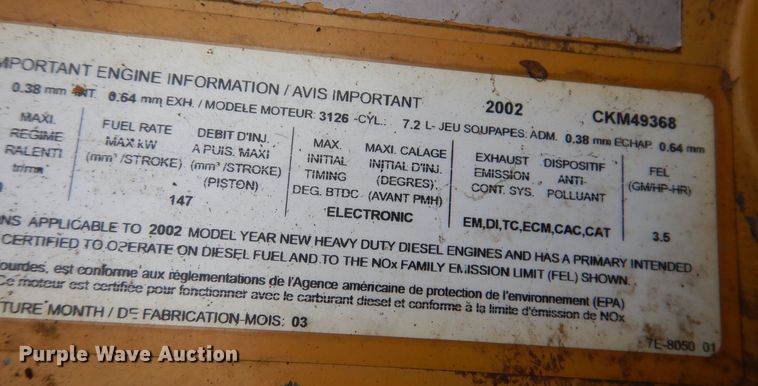 IMPORTANT ENGINE INFORMATION / AVIS IMPORTANT 2002 CKM49368
0.38 mm INT. 0.64 mm EXH. / MODELE MOTEUR: 3126 -CYL.: 7.2 L- JEU SOUPAPES: ADM. 0.38 mm ECHAP. 0.64 mm
MAXI.
REGIME
RALENTI
tr/mn
FUEL RATE
MAX kW
(mm³ /STROKE)
DEBIT D'INJ.
A PUIS. MAXI
(mm³ /STROKE)
(PISTON)
147
MAX.
INITIAL
TIMING
DEG. BTDC
MAXI. CALAGE
INITIAL D'INJ.
(DEGRES)
(AVANT PMH)
ELECTRONIC
EXHAUST
EMISSION
CONT. SYS.
DISPOSITIF
ANTI-
POLLUANT
EM,DI,TC,ECM,CAC,CAT
FEL
(GM/HP-HR)
3.5
NS APPLICABLE TO 2002 MODEL YEAR NEW HEAVY DUTY DIESEL ENGINES AND HAS A PRIMARY INTENDED
CERTIFIED TO OPERATE ON DIESEL FUEL AND TO THE NOx FAMILY EMISSION LIMIT (FEL) SHOWN.
lourdes, est conforme aux réglementations de l'Agence américaine de protection de l'environnement (EPA)
Ce moteur est certifié pour fonctionner avec le carburant diesel et conforme à la limite d'émission de NOx
TURE MONTH / DE FABRICATION-MOIS: 03
7E-8050 01
Purple Wave Auction